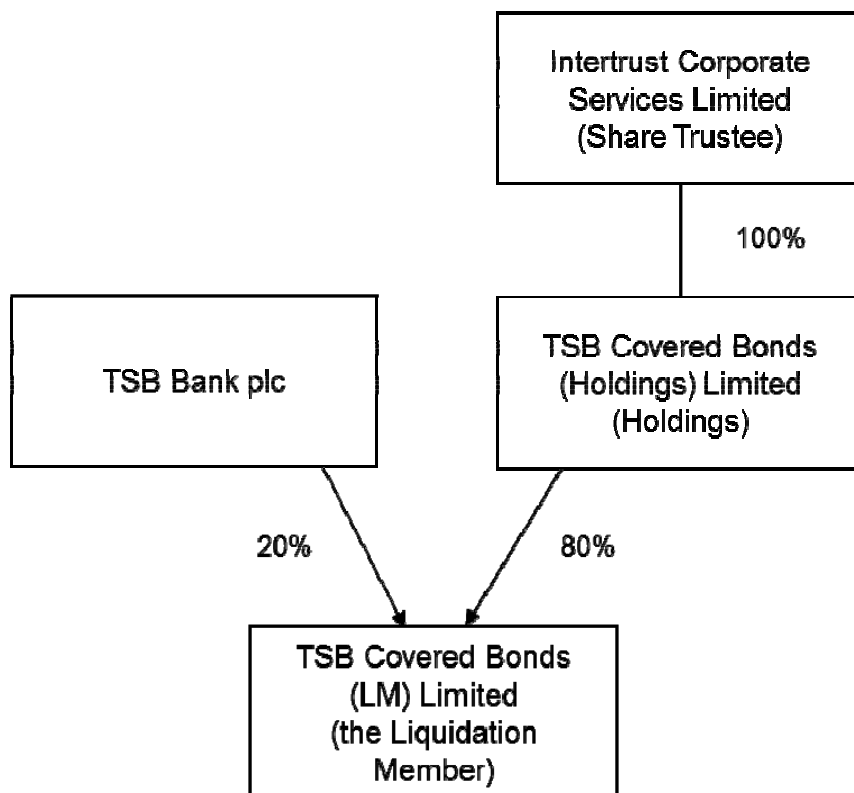 Intertrust Corporate
Services Limited
(Share Trustee)
100%
TSB Bank plc
TSB Covered Bonds
(Holdings) Limited
(Holdings)
20%
80%
TSB Covered Bonds
(LM) Limited
(the Liquidation
Member)